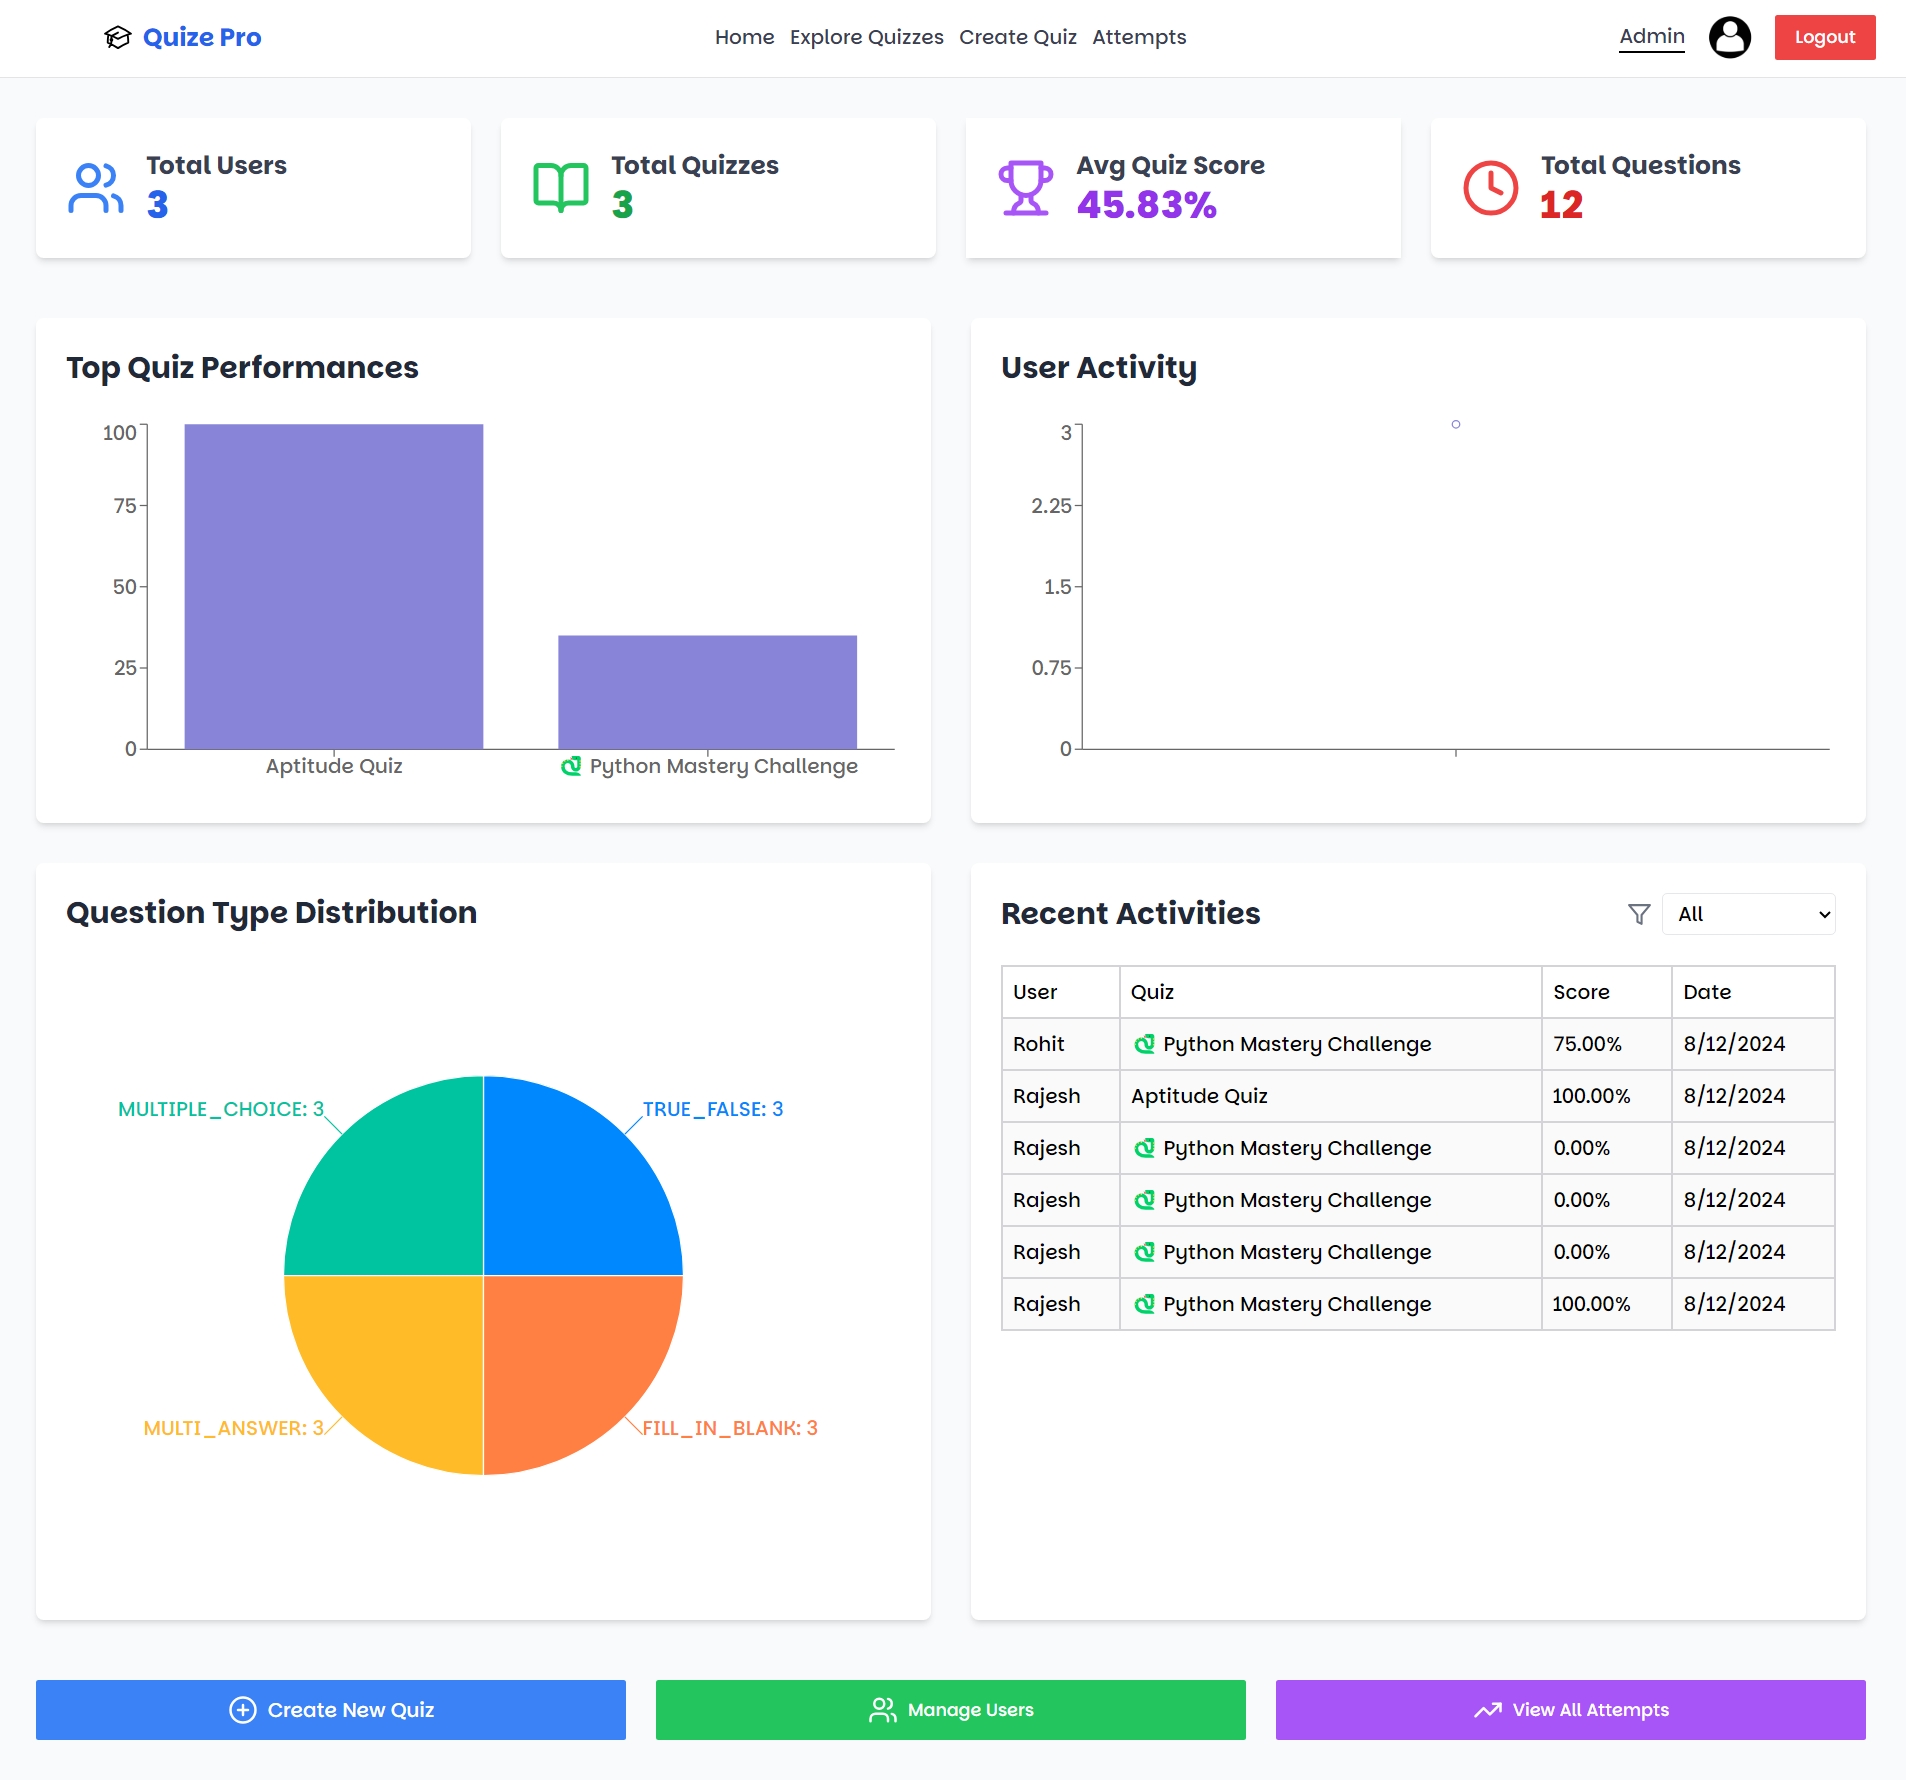 Quize Pro
Home Explore Quizzes Create Quiz Attempts
Admin
Logout
Total Users
3
Total Quizzes
3
Avg Quiz Score
45.83%
Total Questions
12
Top Quiz Performances
100
75
50
25
0
Aptitude Quiz
🐍 Python Mastery Challenge
User Activity
3
2.25
1.5
0.75
0
Question Type Distribution
MULTIPLE_CHOICE: 3
TRUE_FALSE: 3
MULTI_ANSWER: 3
FILL_IN_BLANK: 3
Recent Activities
All
User Quiz Score Date
Rohit 🐍 Python Mastery Challenge 75.00% 8/12/2024
Rajesh Aptitude Quiz 100.00% 8/12/2024
Rajesh 🐍 Python Mastery Challenge 0.00% 8/12/2024
Rajesh 🐍 Python Mastery Challenge 0.00% 8/12/2024
Rajesh 🐍 Python Mastery Challenge 0.00% 8/12/2024
Rajesh 🐍 Python Mastery Challenge 100.00% 8/12/2024
Create New Quiz
Manage Users
View All Attempts